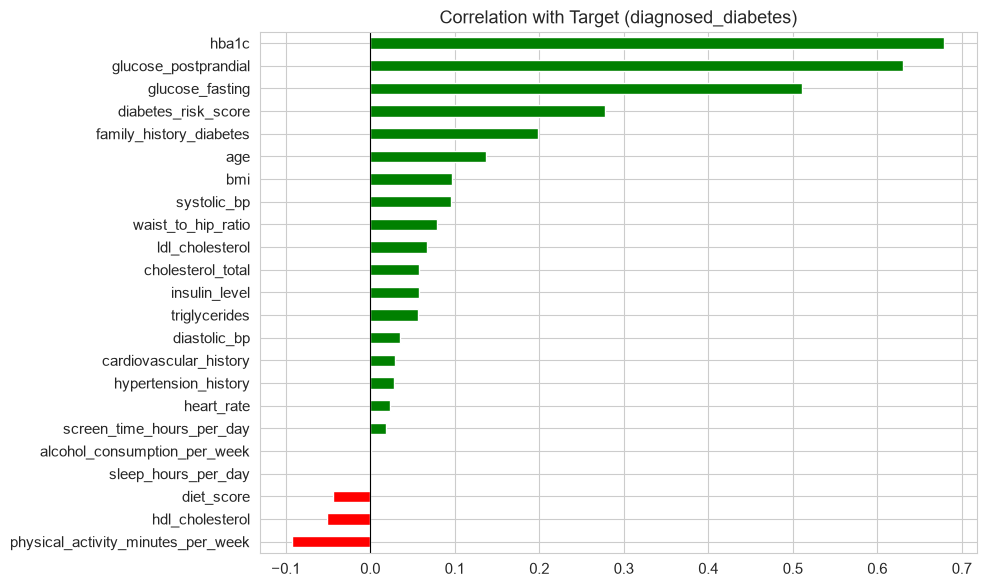 Correlation with Target (diagnosed_diabetes)
hba1c
glucose_postprandial
glucose_fasting
diabetes_risk_score
family_history_diabetes
age
bmi
systolic_bp
waist_to_hip_ratio
ldl_cholesterol
cholesterol_total
insulin_level
triglycerides
diastolic_bp
cardiovascular_history
hypertension_history
heart_rate
screen_time_hours_per_day
alcohol_consumption_per_week
sleep_hours_per_day
diet_score
hdl_cholesterol
physical_activity_minutes_per_week
−0.1 0.0 0.1 0.2 0.3 0.4 0.5 0.6 0.7